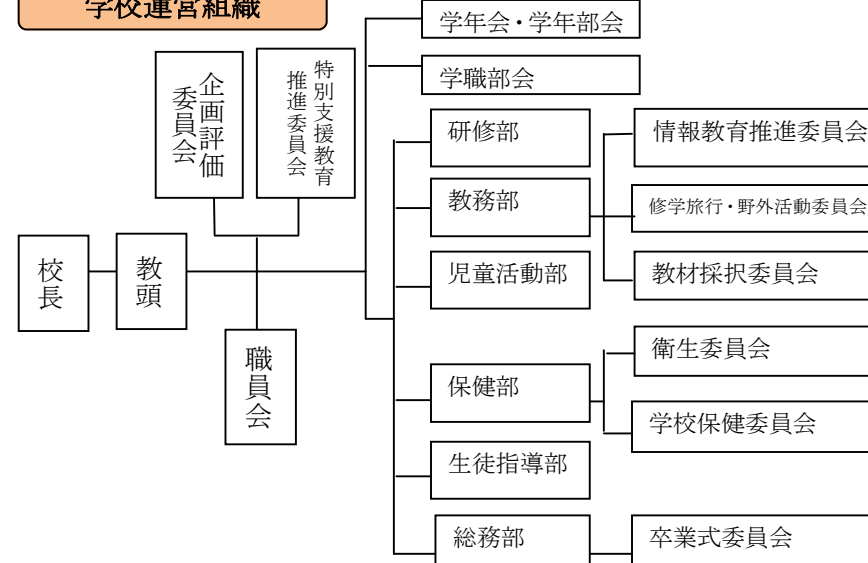 学校運営組織
学年会・学年部会
学職部会
企画評価
委員会
特別支援教育
推進委員会
研修部
情報教育推進委員会
教務部
修学旅行・野外活動委員会
児童活動部
教材採択委員会
校長
教頭
職員会
衛生委員会
保健部
学校保健委員会
生徒指導部
総務部
卒業式委員会